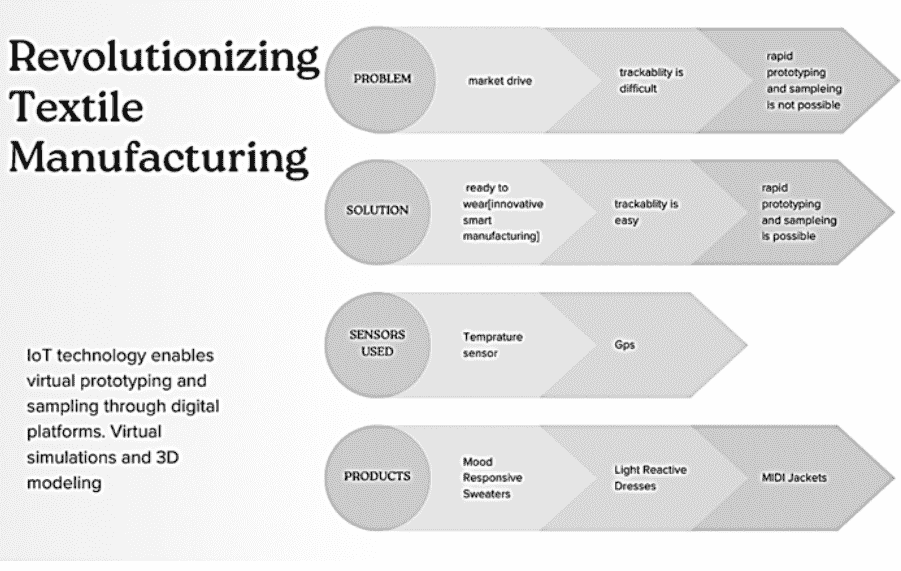 Revolutionizing
Textile
Manufacturing
IoT technology enables
virtual prototyping and
sampling through digital
platforms. Virtual
simulations and 3D
modeling
PROBLEM
market drive
trackablity is
difficult
rapid
prototyping
and sampleing
is not possible
SOLUTION
ready to
wear[innovative
smart
manufacturing]
trackablity is
easy
rapid
prototyping
and sampleing
is possible
SENSORS
USED
Temprature
sensor
Gps
PRODUCTS
Mood
Responsive
Sweaters
Light Reactive
Dresses
MIDI Jackets